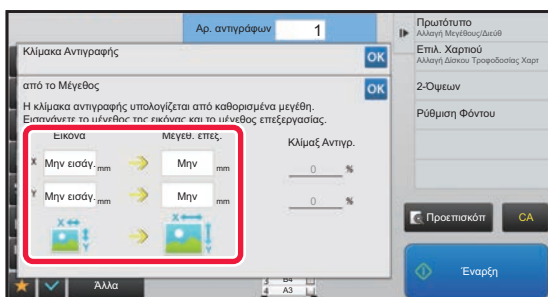 Αρ. αντιγράφων 1
Κλίμακα Αντιγραφής OK
από το Μέγεθος OK
Η κλίμακα αντιγραφής υπολογίζεται από καθορισμένα μεγέθη.
Εισαγάγετε το μέγεθος της εικόνας και το μέγεθος επεξεργασίας.
Εικόνα Μεγεθ. επεξ. Κλίμαξ Αντιγρ.
X Μην εισάγ. mm Μην mm 0 %
Y Μην εισάγ. mm Μην mm 0 %
X X
Y Y
Άλλα
3 B4
4 A3
Πρωτότυπο
Αλλαγή Μεγέθους/Διεύθ
Επιλ. Χαρτιού
Αλλαγή Δίσκου Τροφοδοσίας Χαρτ
2-Όψεων
Ρύθμιση Φόντου
Προεπισκόπ CA
Έναρξη